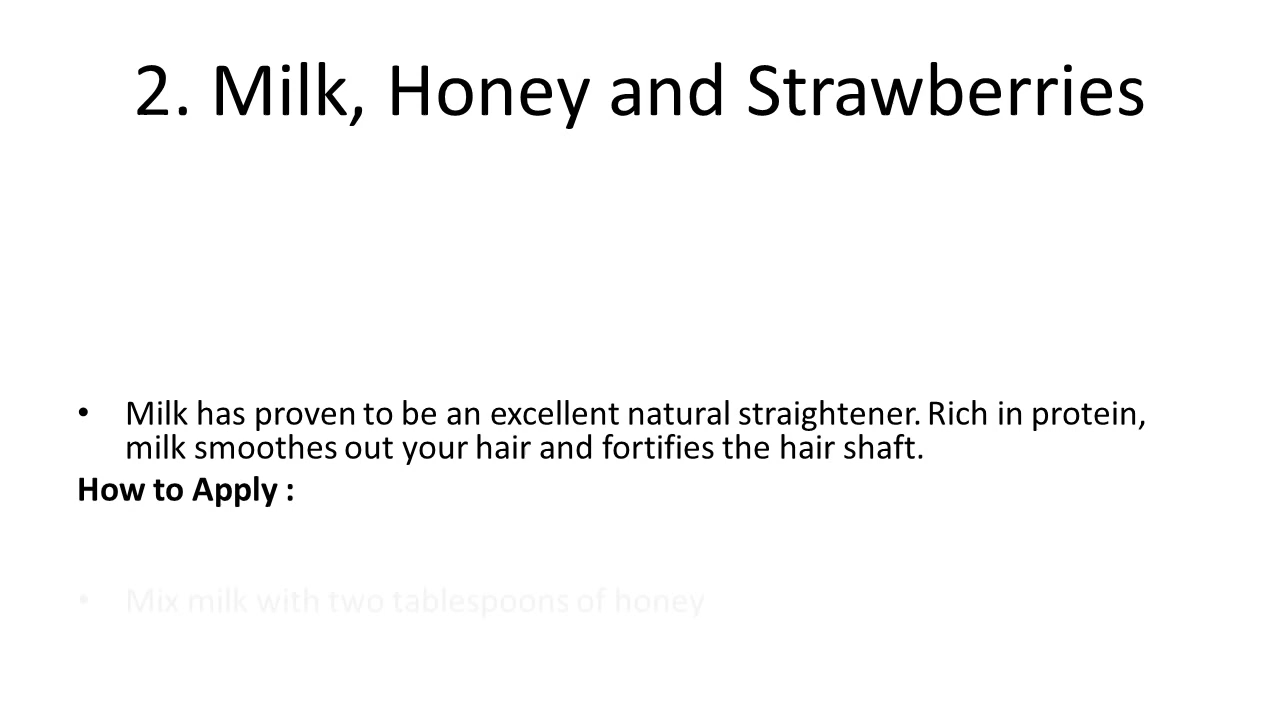 2. Milk, Honey and Strawberries
• Milk has proven to be an excellent natural straightener. Rich in protein,
milk smoothes out your hair and fortifies the hair shaft.
How to Apply :
• Mix milk with two tablespoons of honey